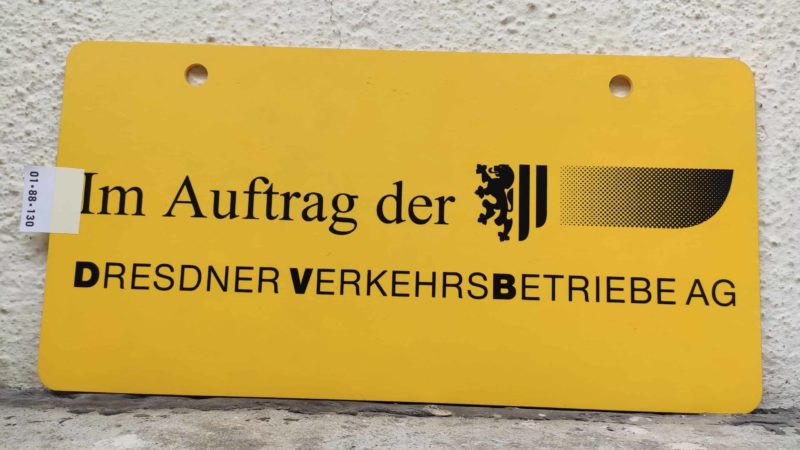 01•88•130
Im Auftrag der
DRESDNER VERKEHRSBETRIEBE AG